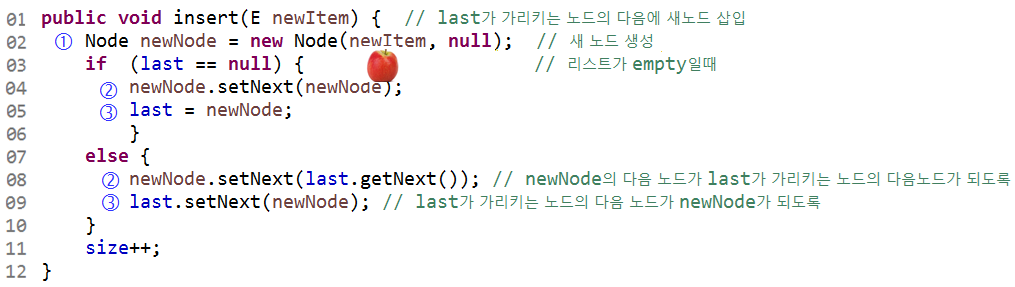 01 public void insert(E newItem) { // last가 가리키는 노드의 다음에 새노드 삽입
02 ① Node newNode = new Node(newItem, null); // 새 노드 생성
03 if (last == null) { // 리스트가 empty일때
04 ② newNode.setNext(newNode);
05 ③ last = newNode;
06 }
07 else {
08 ② newNode.setNext(last.getNext()); // newNode의 다음 노드가 last가 가리키는 노드의 다음노드가 되도록
09 ③ last.setNext(newNode); // last가 가리키는 노드의 다음 노드가 newNode가 되도록
10 }
11 size++;
12 }